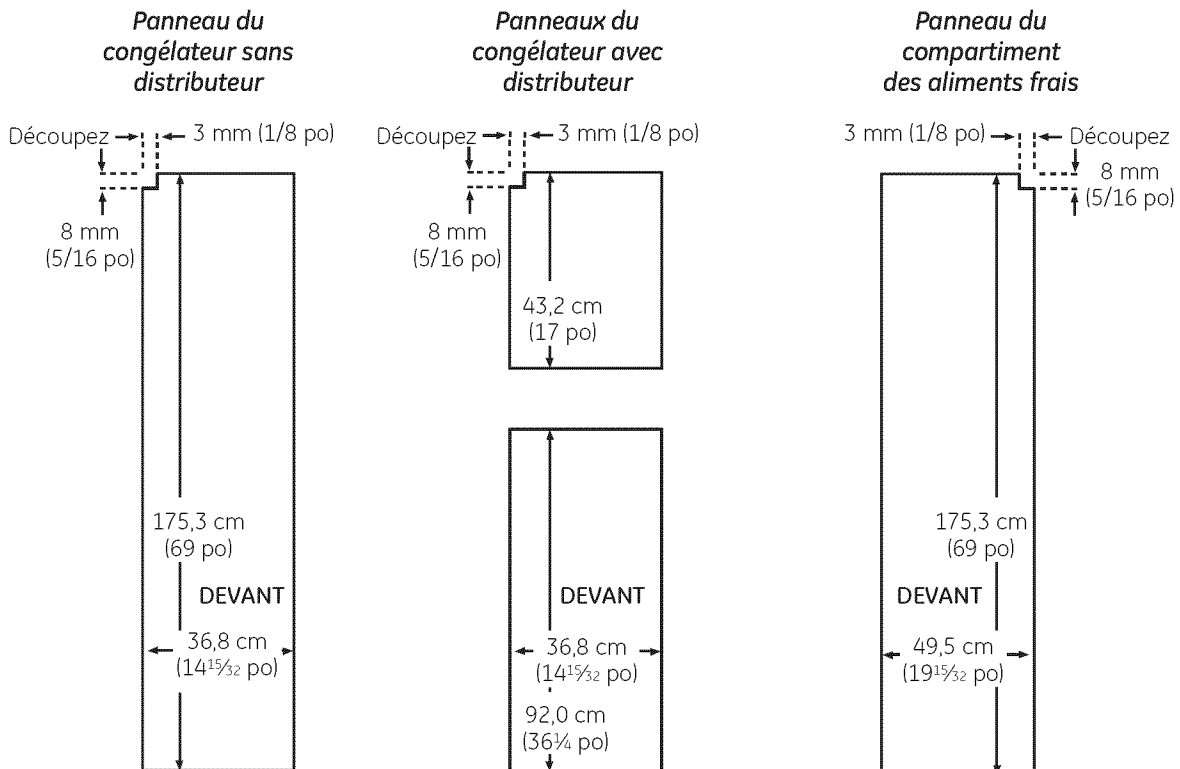 Panneau du
congélateur sans
distributeur
Découpez
3 mm (1/8 po)
8 mm
(5/16 po)
175,3 cm
(69 po)
DEVANT
36,8 cm
(14 15/32 po)
Panneaux du
congélateur avec
distributeur
Découpez
3 mm (1/8 po)
8 mm
(5/16 po)
43,2 cm
(17 po)
DEVANT
36,8 cm
(14 15/32 po)
92,0 cm
(36¼ po)
Panneau du
compartiment
des aliments frais
3 mm (1/8 po)
Découpez
8 mm
(5/16 po)
175,3 cm
(69 po)
DEVANT
49,5 cm
(19 15/32 po)